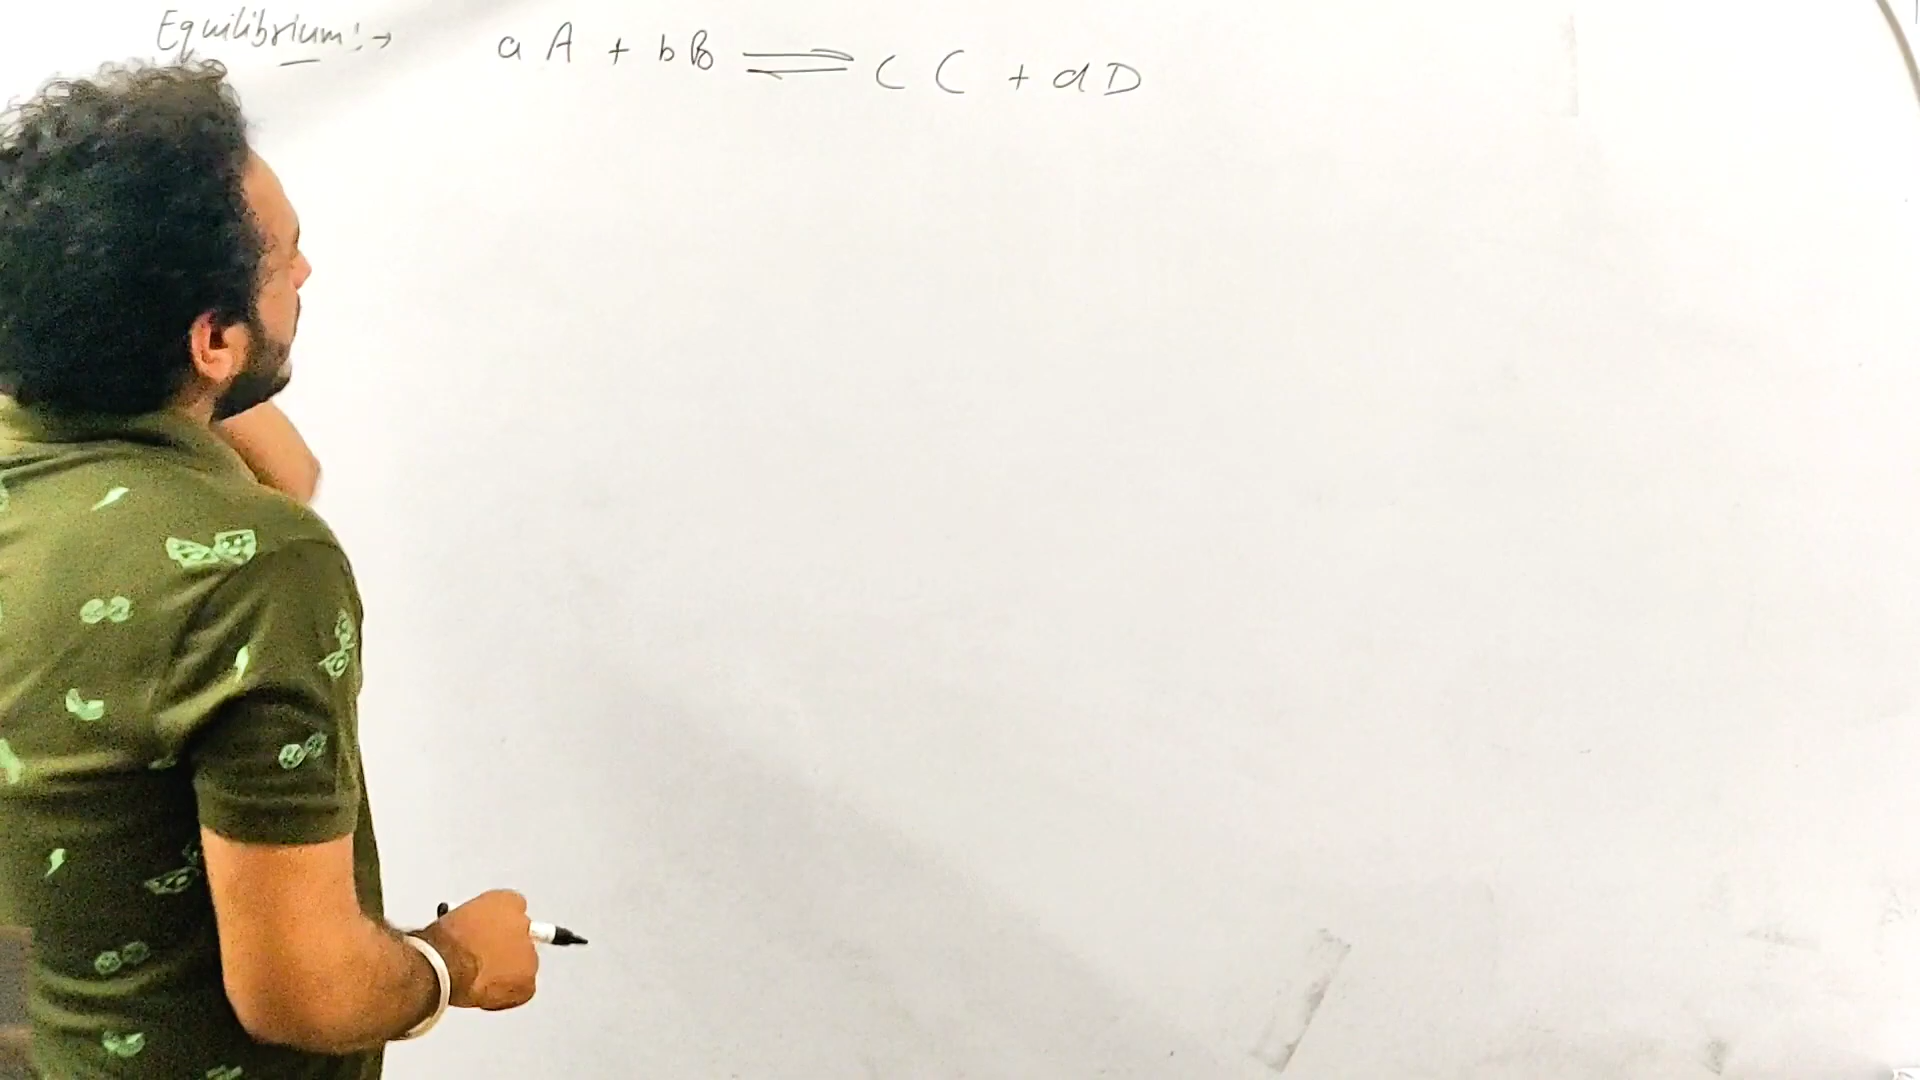 Equilibrium :→ a A + b B ⇌ c C + d D